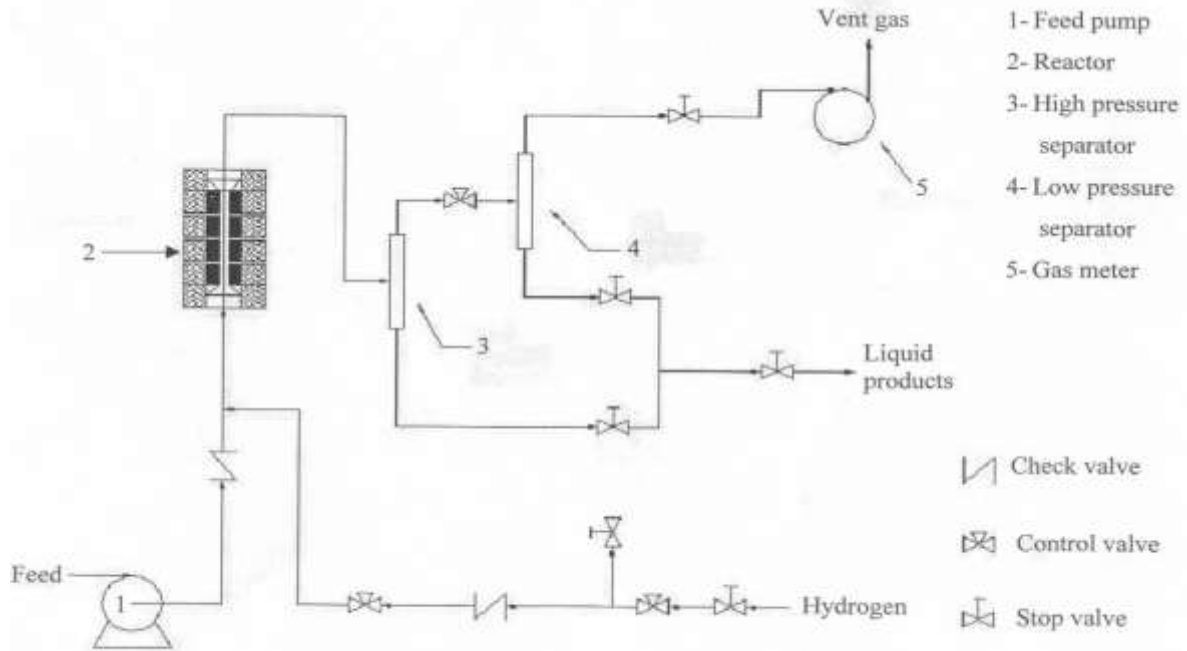 Vent gas
1- Feed pump
2- Reactor
3- High pressure
separator
4- Low pressure
separator
5- Gas meter
5
4
2
3
Liquid
products
Check valve
Control valve
Stop valve
Feed
1
Hydrogen